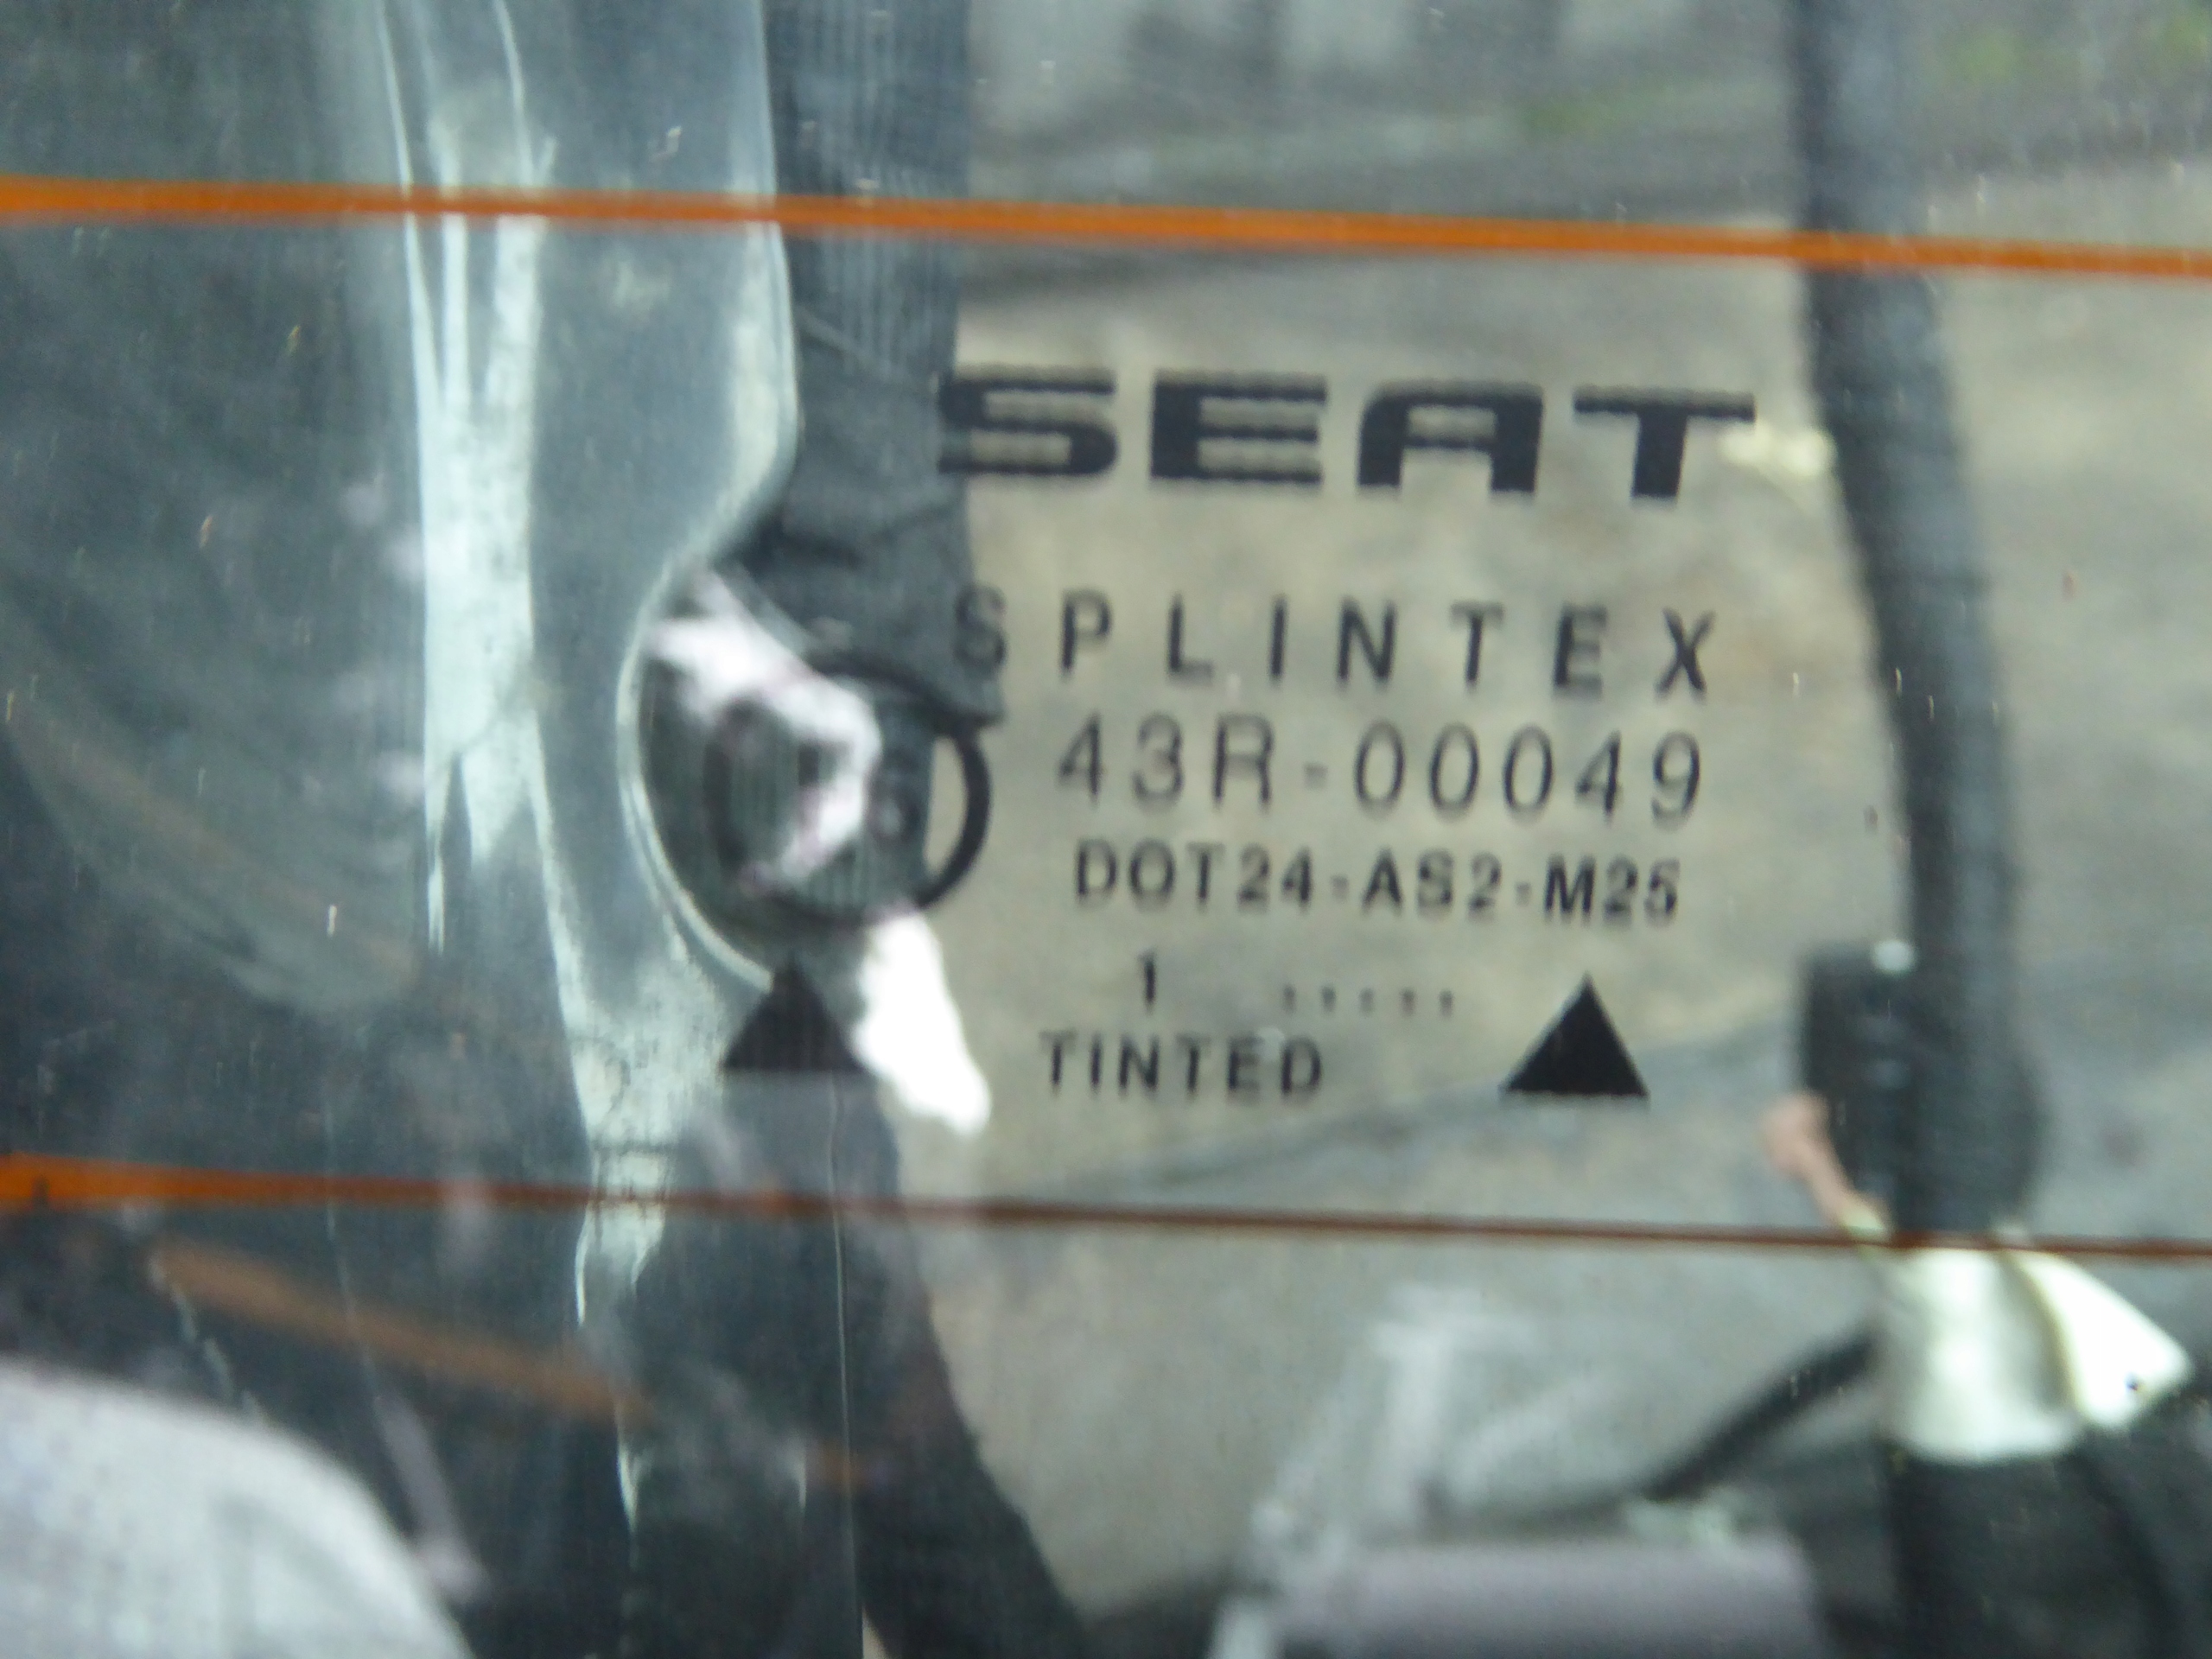 SEAT
SPLINTEX
43R-00049
DOT24-AS2-M25
1 .....
TINTED